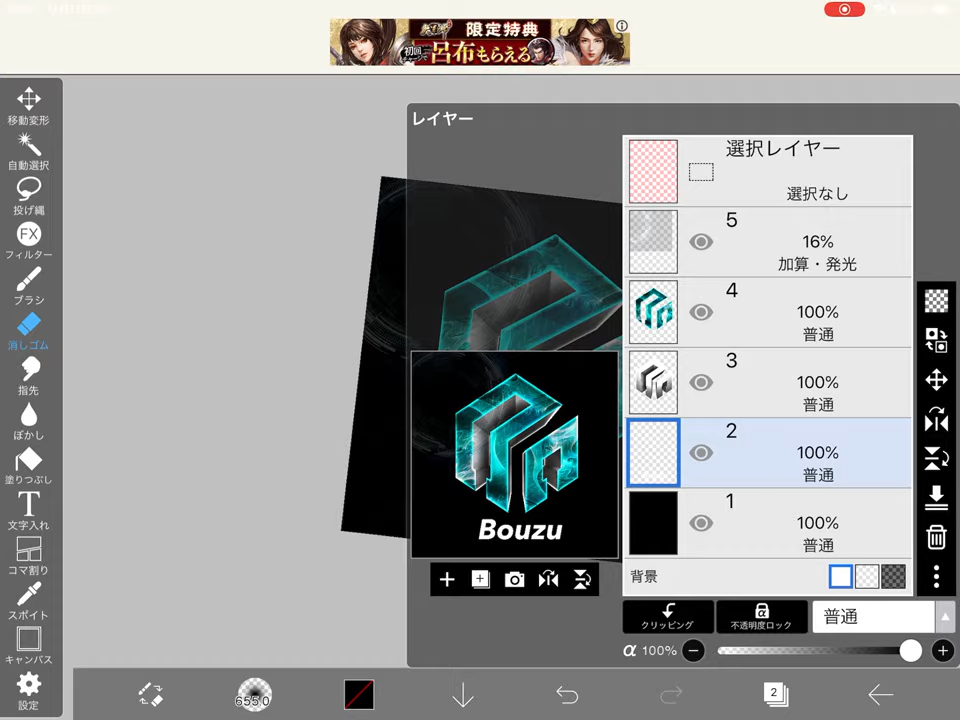 限定特典
初回
呂布もらえる
移動変形
自動選択
投げ縄
FX
フィルター
ブラシ
消しゴム
指先
ぼかし
塗りつぶし
T
文字入れ
コマ割り
スポイト
キャンバス
設定
レイヤー
選択レイヤー
選択なし
5
16%
加算・発光
4
100%
普通
3
100%
普通
2
100%
普通
1
100%
普通
背景
Bouzu
クリッピング
α
不透明度ロック
普通
α 100%
655.0
2